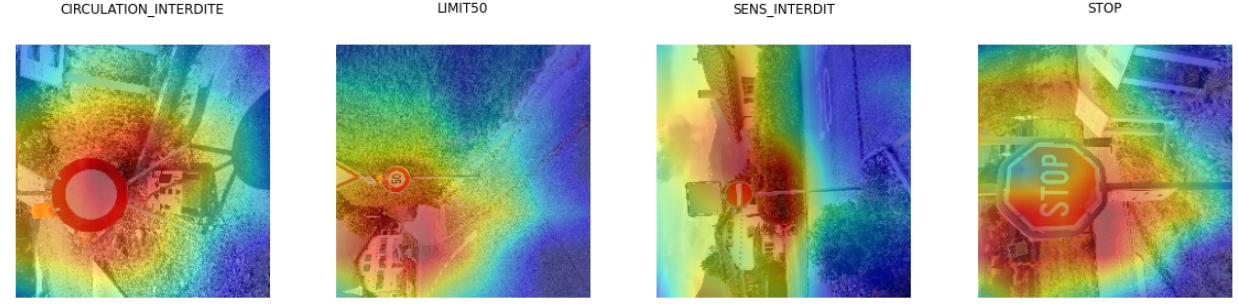 CIRCULATION_INTERDITE
LIMIT50
SENS_INTERDIT
STOP
50
STOP